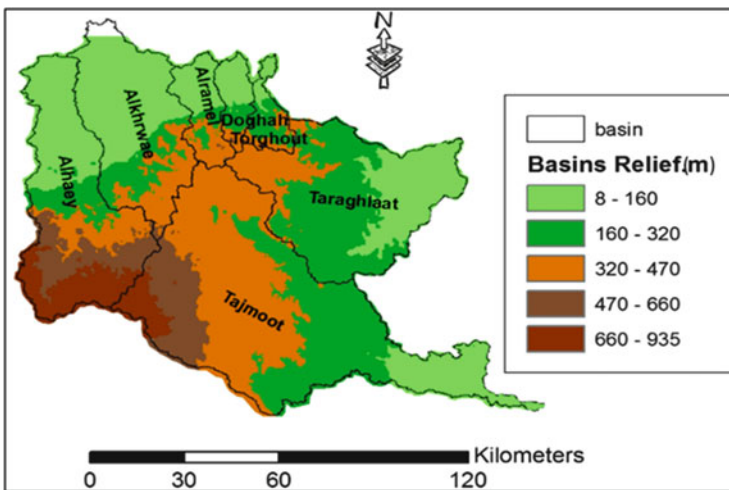 N
Alhaey
Alkhrwae
Alramel
Doghah
Torghout
Taraghlaat
Tajmoot
basin
Basins Relief.(m)
8 - 160
160 - 320
320 - 470
470 - 660
660 - 935
Kilometers
0 30 60 120